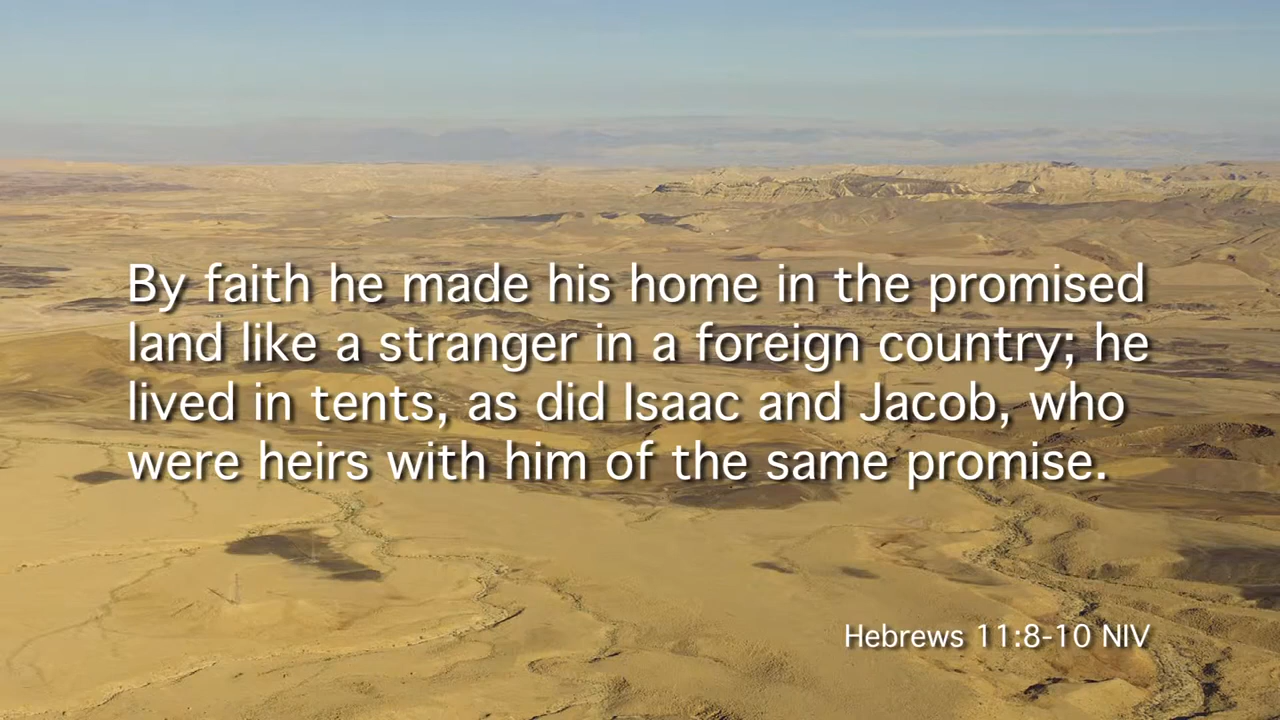 By faith he made his home in the promised
land like a stranger in a foreign country; he
lived in tents, as did Isaac and Jacob, who
were heirs with him of the same promise.
Hebrews 11:8-10 NIV